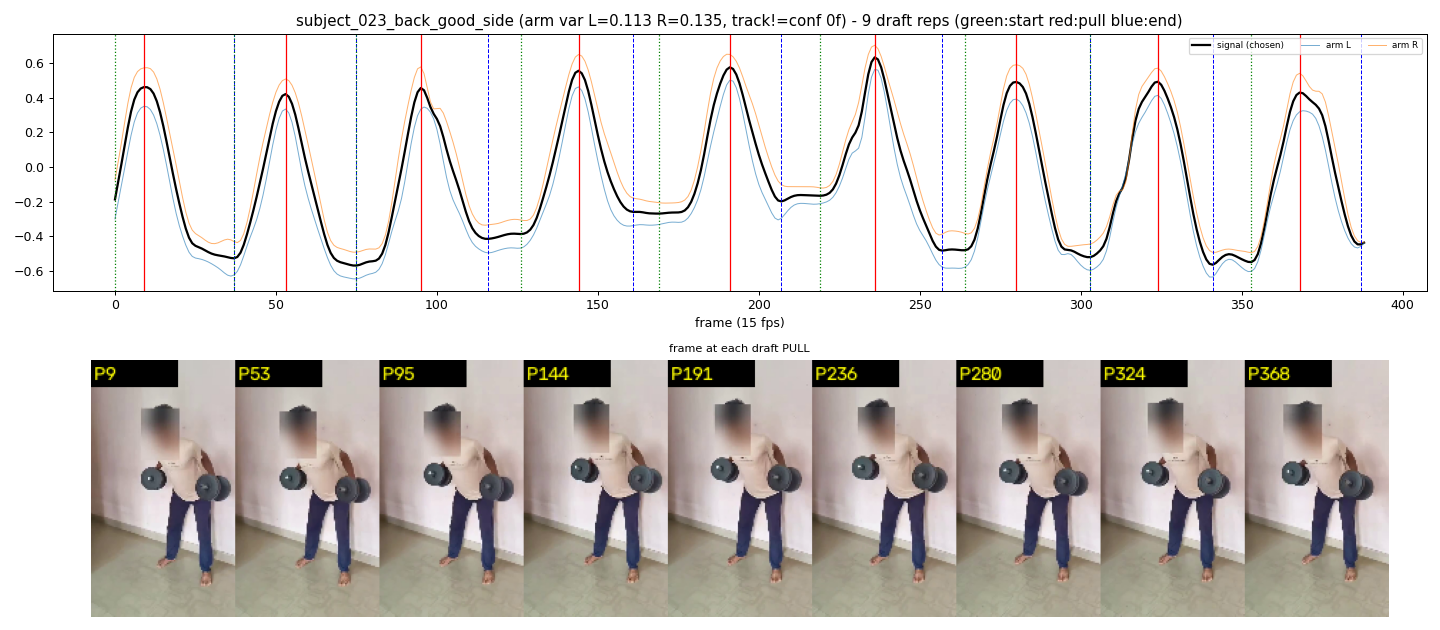 subject_023_back_good_side (arm var L=0.113 R=0.135, track!=conf 0f) - 9 draft reps (green:start red:pull blue:end)
signal (chosen) arm L arm R
0.6
0.4
0.2
0.0
−0.2
−0.4
−0.6
0 50 100 150 200 250 300 350 400
frame (15 fps)
frame at each draft PULL
P9 P53 P95 P144 P191 P236 P280 P324 P368